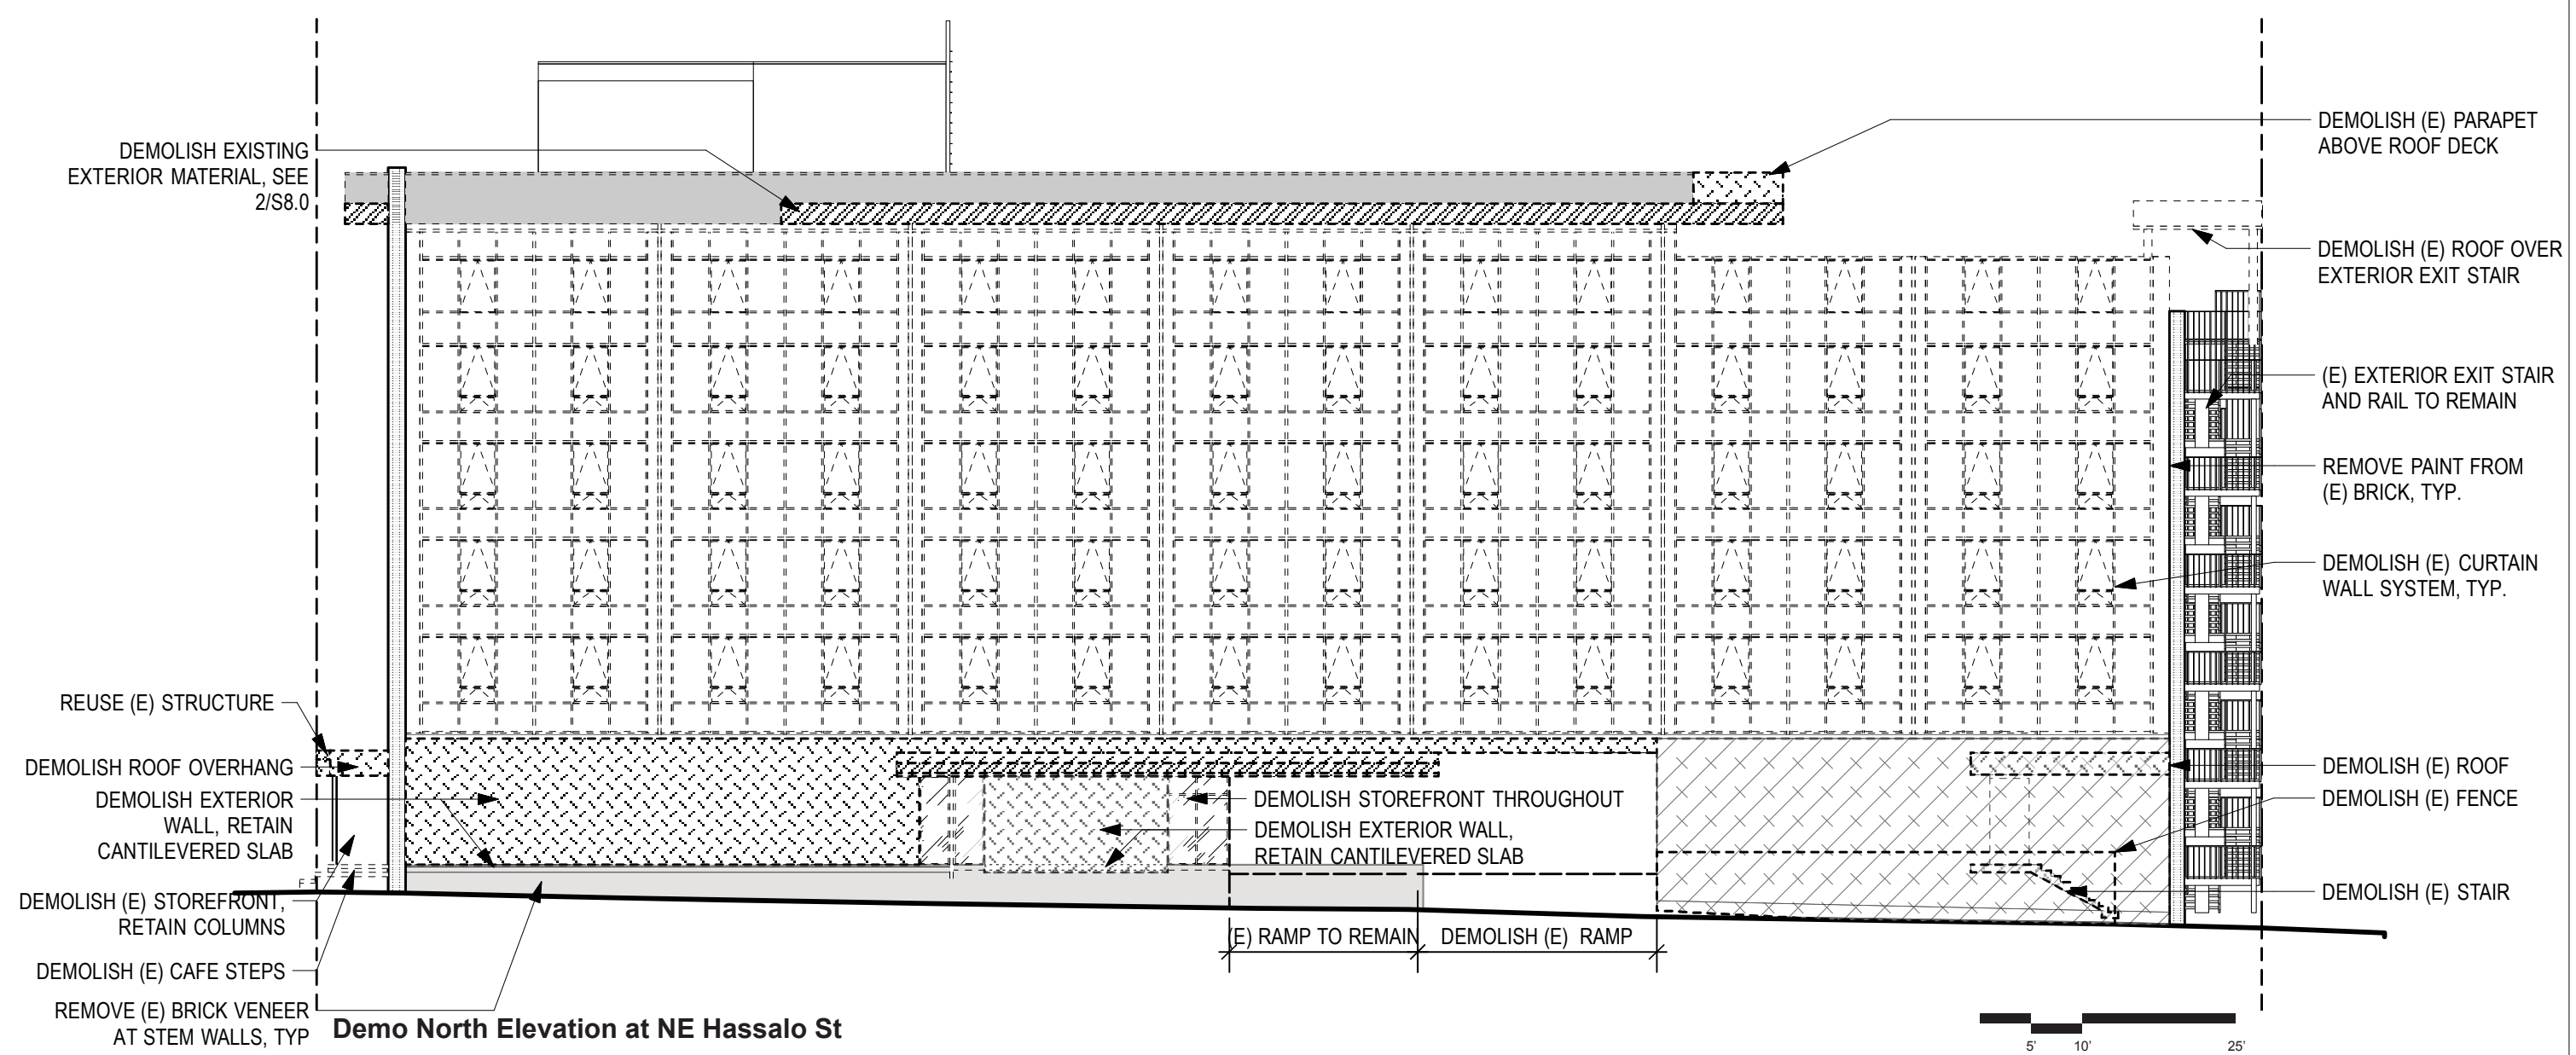 DEMOLISH EXISTING
EXTERIOR MATERIAL, SEE
2/S8.0
REUSE (E) STRUCTURE
DEMOLISH ROOF OVERHANG
DEMOLISH EXTERIOR
WALL, RETAIN
CANTILEVERED SLAB
F
DEMOLISH (E) STOREFRONT,
RETAIN COLUMNS
DEMOLISH (E) CAFE STEPS
REMOVE (E) BRICK VENEER
AT STEM WALLS, TYP
DEMOLISH STOREFRONT THROUGHOUT
DEMOLISH EXTERIOR WALL,
RETAIN CANTILEVERED SLAB
(E) RAMP TO REMAIN
DEMOLISH (E) RAMP
DEMOLISH (E) PARAPET
ABOVE ROOF DECK
DEMOLISH (E) ROOF OVER
EXTERIOR EXIT STAIR
(E) EXTERIOR EXIT STAIR
AND RAIL TO REMAIN
REMOVE PAINT FROM
(E) BRICK, TYP.
DEMOLISH (E) CURTAIN
WALL SYSTEM, TYP.
DEMOLISH (E) ROOF
DEMOLISH (E) FENCE
DEMOLISH (E) STAIR
Demo North Elevation at NE Hassalo St
5' 10' 25'